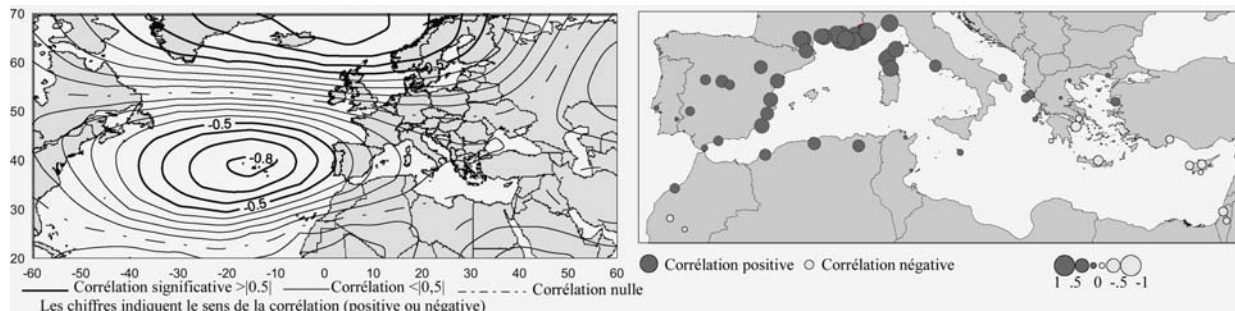 70
60
50
40
30
20
-0.5
-0.8
-0.5
-60 -50 -40 -30 -20 -10 0 10 20 30 40 50 60
Corrélation significative >|0.5| Corrélation <|0,5| Corrélation nulle
Les chiffres indiquent le sens de la corrélation (positive ou négative)
Corrélation positive Corrélation négative
1 .5 0 -.5 -1